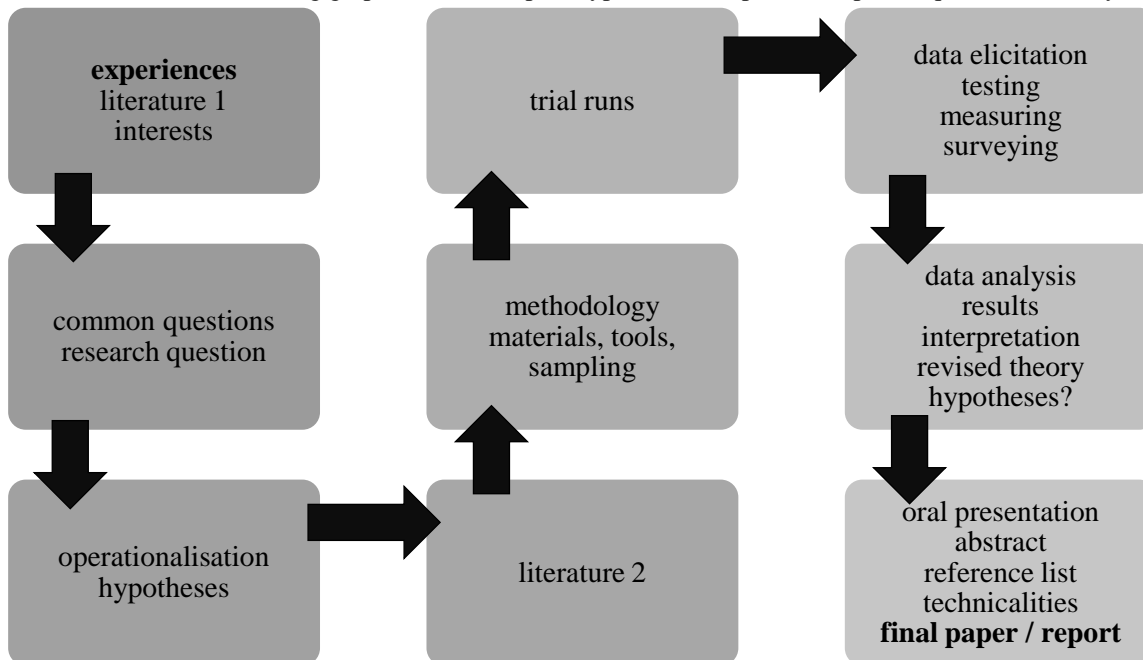 experiences
literature 1
interests
common questions
research question
operationalisation
hypotheses
literature 2
methodology
materials, tools,
sampling
trial runs
data elicitation
testing
measuring
surveying
data analysis
results
interpretation
revised theory
hypotheses?
oral presentation
abstract
reference list
technicalities
final paper / report